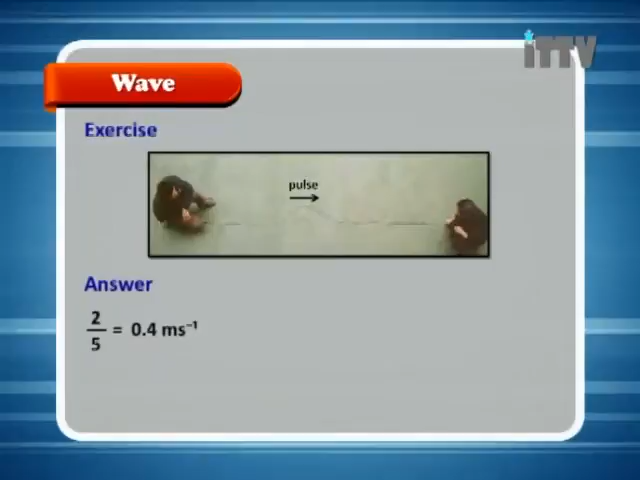 iTTV
Wave
Exercise
pulse
Answer
2/5 = 0.4 ms⁻¹